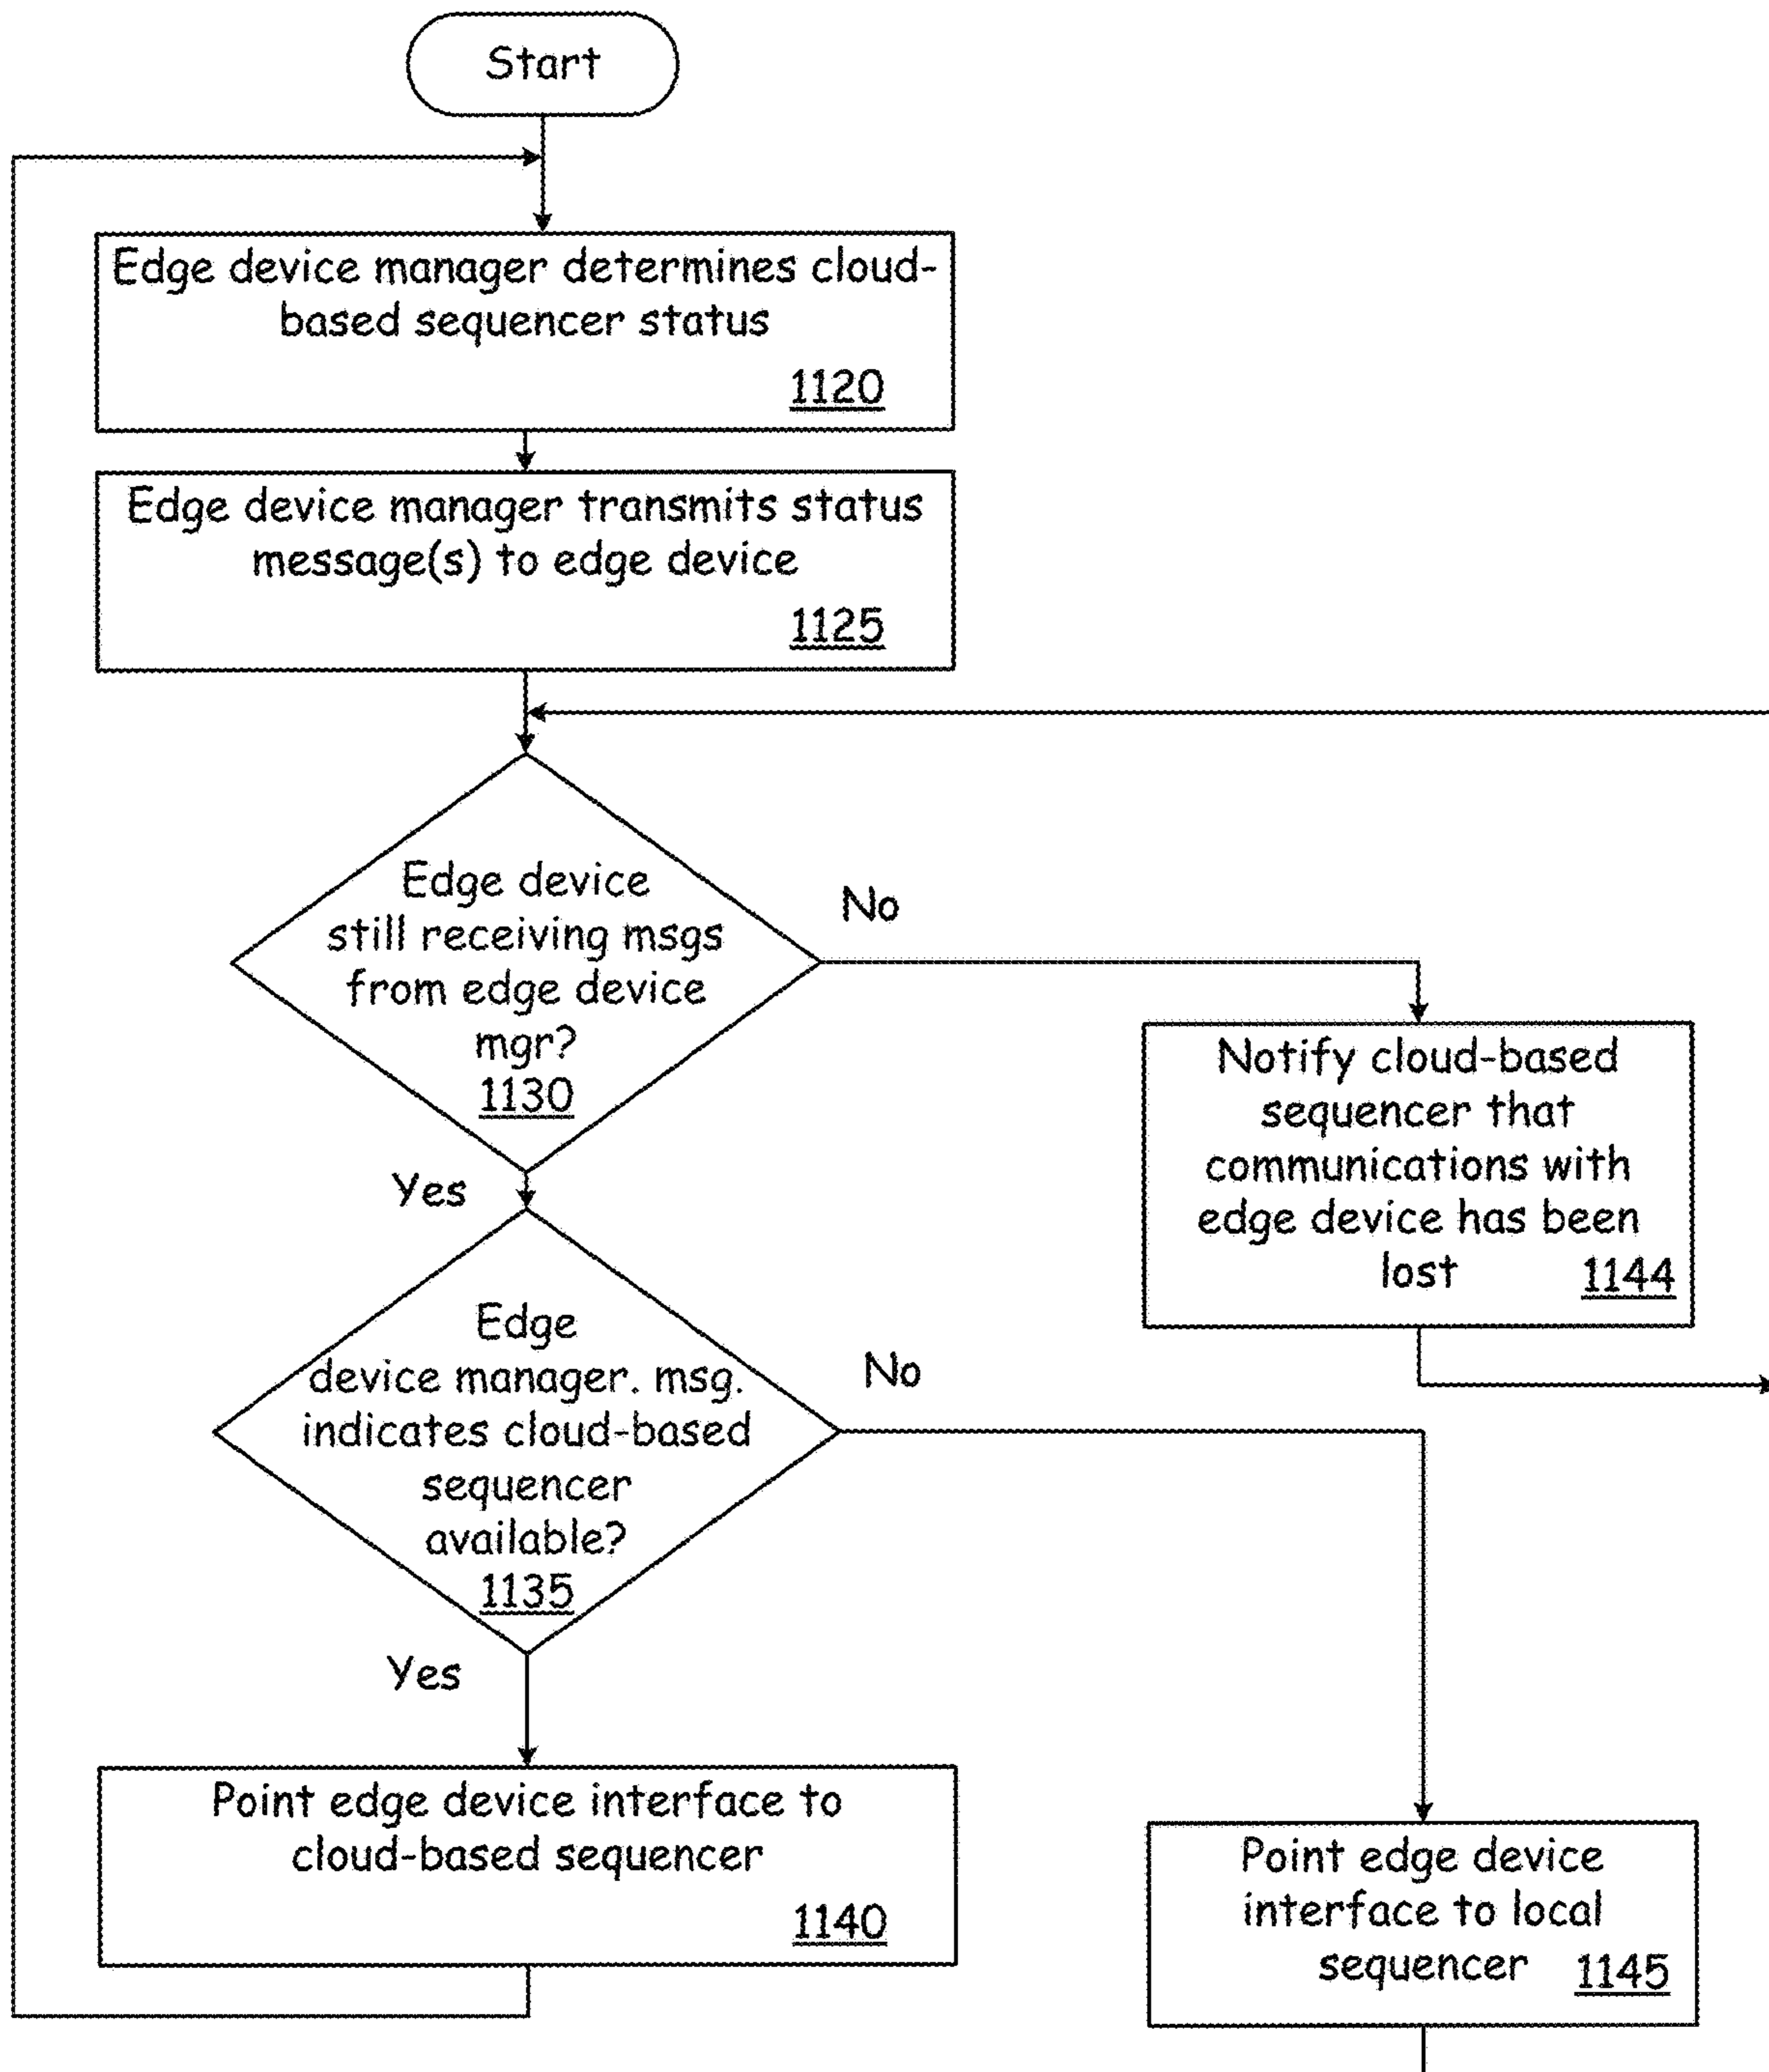 Start
Edge device manager determines cloud-
based sequencer status
1120
Edge device manager transmits status
message(s) to edge device
1125
Edge device
still receiving msgs
from edge device
mgr?
1130
No
Yes
Notify cloud-based
sequencer that
communications with
edge device has been
lost 1144
Edge
device manager. msg.
indicates cloud-based
sequencer
available?
1135
No
Yes
Point edge device interface to
cloud-based sequencer
1140
Point edge device
interface to local
sequencer 1145